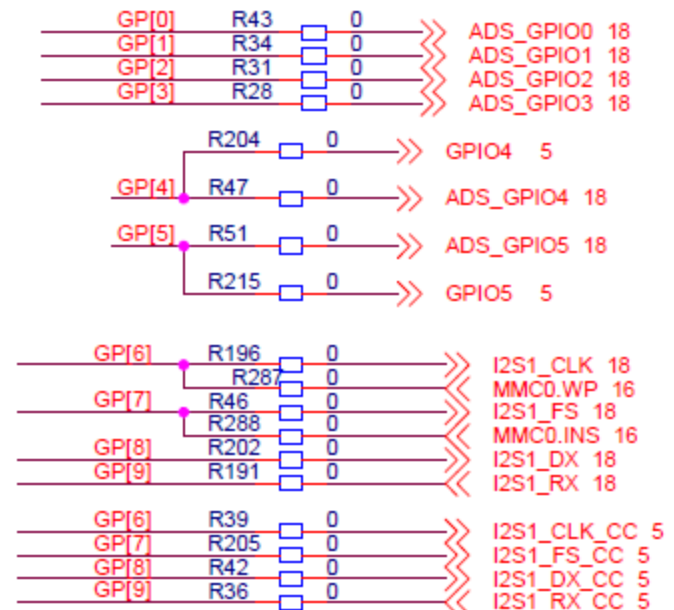 GP[0] R43 0 ADS_GPIO0 18
GP[1] R34 0 ADS_GPIO1 18
GP[2] R31 0 ADS_GPIO2 18
GP[3] R28 0 ADS_GPIO3 18
R204 0 GPIO4 5
GP[4] R47 0 ADS_GPIO4 18
GP[5] R51 0 ADS_GPIO5 18
R215 0 GPIO5 5
GP[6] R196 0 I2S1_CLK 18
R287 0 MMC0.WP 16
GP[7] R46 0 I2S1_FS 18
R288 0 MMC0.INS 16
GP[8] R202 0 I2S1_DX 18
GP[9] R191 0 I2S1_RX 18
GP[6] R39 0 I2S1_CLK_CC 5
GP[7] R205 0 I2S1_FS_CC 5
GP[8] R42 0 I2S1_DX_CC 5
GP[9] R36 0 I2S1_RX_CC 5